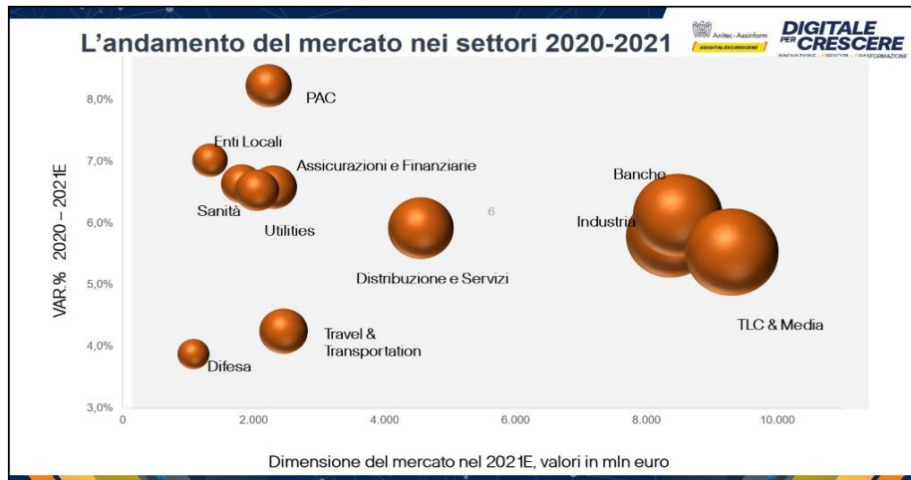 L'andamento del mercato nei settori 2020-2021
Anitec-Assinform
DIGITALE
PER CRESCERE
INNOVAZIONE · CRESCITA · TRASFORMAZIONE
VAR.% 2020 – 2021E
8,0%
7,0%
6,0%
5,0%
4,0%
3,0%
PAC
Enti Locali
Assicurazioni e Finanziarie
Sanità
Utilities
6
Banche
Industria
Distribuzione e Servizi
TLC & Media
Travel &
Transportation
Difesa
0
2.000
4.000
6.000
8.000
10.000
Dimensione del mercato nel 2021E, valori in mln euro